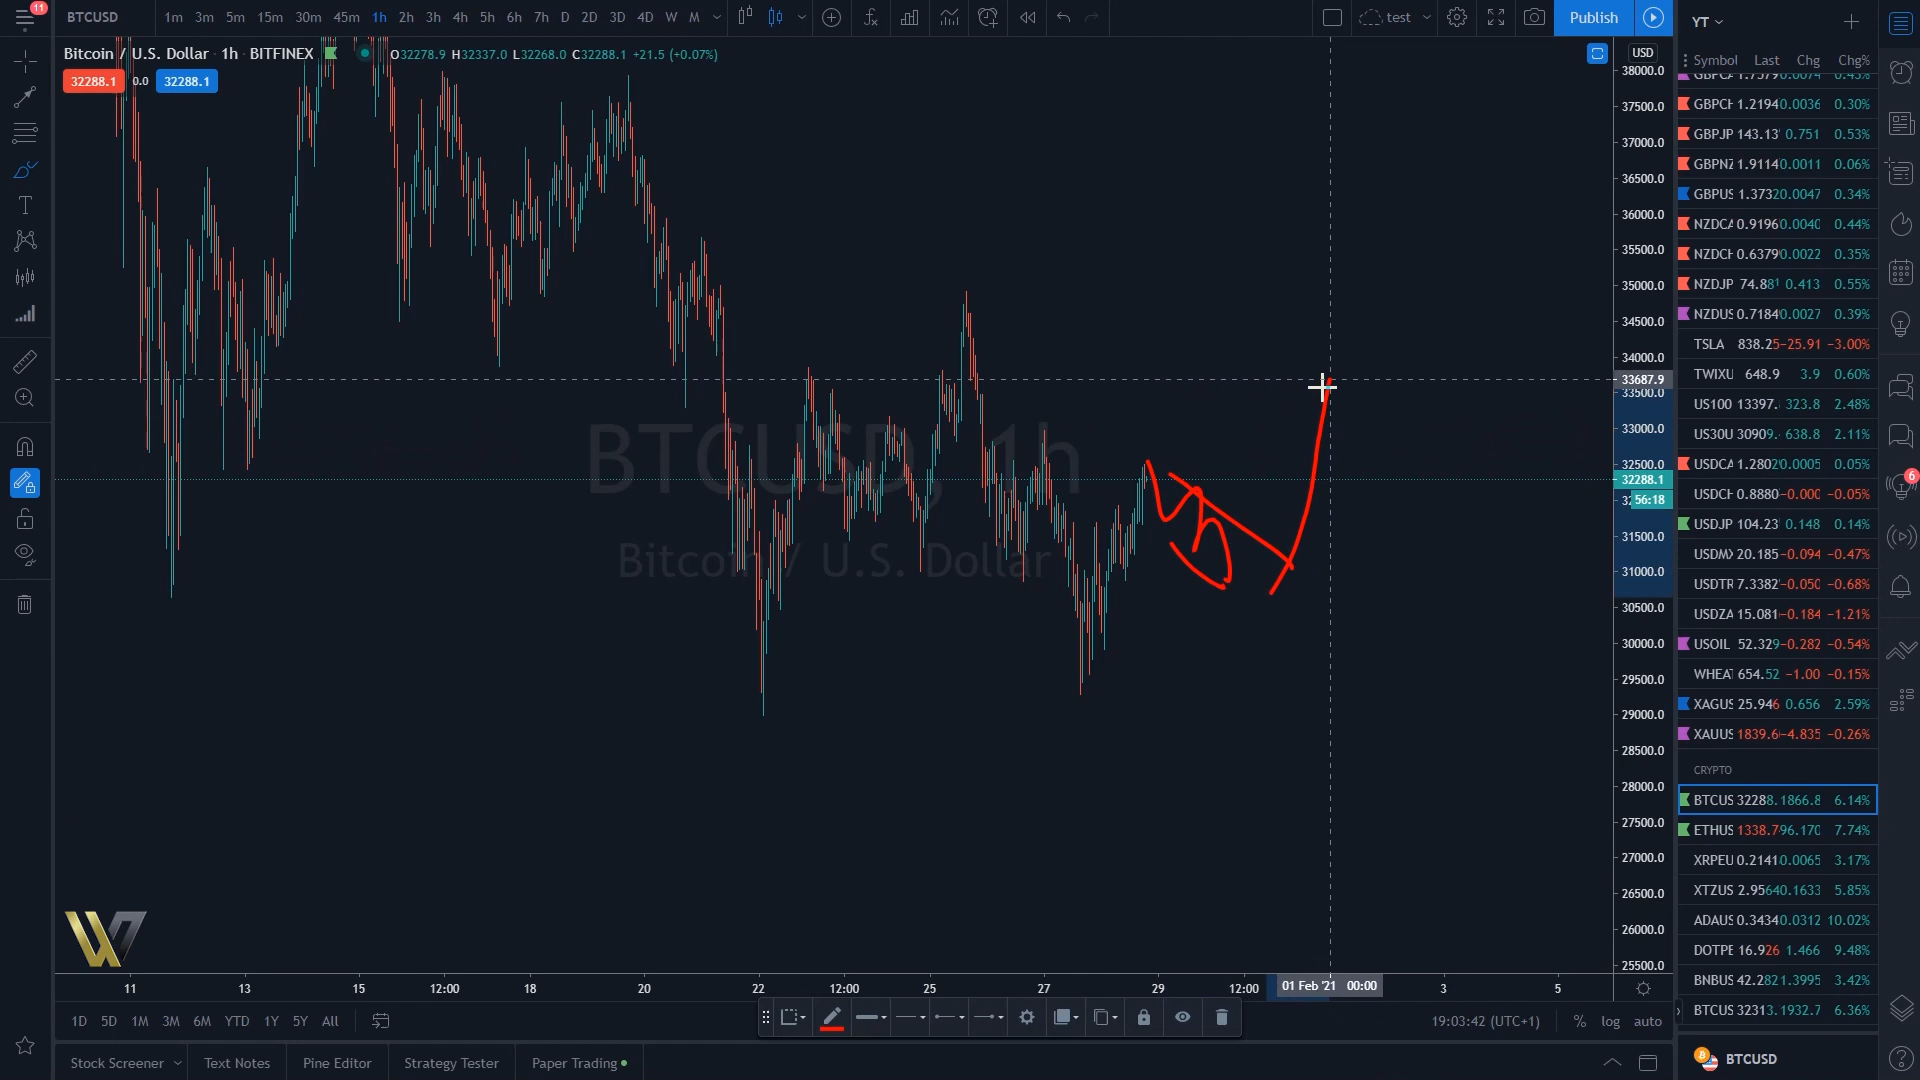 11
BTCUSD 1m 3m 5m 15m 30m 45m 1h 2h 3h 4h 5h 6h 7h D 2D 3D 4D W M test Publish YT
Bitcoin / U.S. Dollar · 1h · BITFINEX O32278.9 H32337.0 L32268.0 C32288.1 +21.5 (+0.07%)
32288.1 0.0 32288.1
USD
38000.0
37500.0
37000.0
36500.0
36000.0
35500.0
35000.0
34500.0
34000.0
33687.9
33500.0
33000.0
32500.0
32288.1
56:18
31500.0
31000.0
30500.0
30000.0
29500.0
29000.0
28500.0
28000.0
27500.0
27000.0
26500.0
26000.0
25500.0
BTCUSD, 1h
Bitcoin / U.S. Dollar
11 13 15 12:00 18 20 22 12:00 25 27 29 12:00 01 Feb '21 00:00 3 5
1D 5D 1M 3M 6M YTD 1Y 5Y All 19:03:42 (UTC+1) % log auto
Stock Screener Text Notes Pine Editor Strategy Tester Paper Trading
Symbol Last Chg Chg%
GBPCH 1.2194 0.0036 0.30%
GBPJP 143.13 0.751 0.53%
GBPNZ 1.9114 0.0011 0.06%
GBPUS 1.3732 0.0047 0.34%
NZDCA 0.9196 0.0040 0.44%
NZDCH 0.6379 0.0022 0.35%
NZDJP 74.881 0.413 0.55%
NZDUS 0.7184 0.0027 0.39%
TSLA 838.25 −25.91 −3.00%
TWIXU 648.9 3.9 0.60%
US100 13397. 323.8 2.48%
US30U 30909. 638.8 2.11%
USDCA 1.2802 0.0005 0.05%
USDCH 0.8880 −0.000 −0.05%
USDJP 104.23 0.148 0.14%
USDMX 20.185 −0.094 −0.47%
USDTR 7.3382 −0.050 −0.68%
USDZA 15.081 −0.184 −1.21%
USOIL 52.329 −0.282 −0.54%
WHEAT 654.52 −1.00 −0.15%
XAGUS 25.946 0.656 2.59%
XAUUS 1839.6 −4.835 −0.26%
CRYPTO
BTCUS 32288. 1866.8 6.14%
ETHUS 1338.7 96.170 7.74%
XRPEU 0.2141 0.0065 3.17%
XTZUS 2.9564 0.1633 5.85%
ADAUS 0.3434 0.0312 10.02%
DOTPE 16.926 1.466 9.48%
BNBUS 42.282 1.3995 3.42%
BTCUS 32313. 1932.7 6.36%
BTCUSD
6